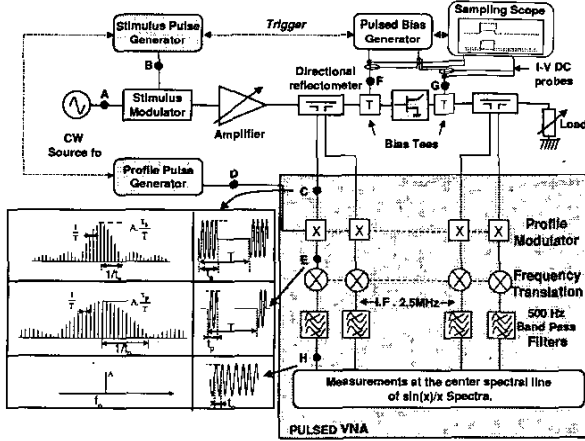 Stimulus Pulse
Generator
Trigger
Pulsed Bias
Generator
Sampling Scope
I-V DC
probes
B
F
G
Directional
reflectometer
A
Stimulus
Modulator
T
T
Load
CW
Source fo
Amplifier
Bias Tees
Profile Pulse
Generator
D
C
X
X
X
X
Profile
Modulator
E
Frequency
Translation
I.F - 2,5MHz
500 Hz
Band Pass
Filters
H
Measurements at the center spectral line
of sin(x)/x Spectra.
PULSED VNA
T
T
A